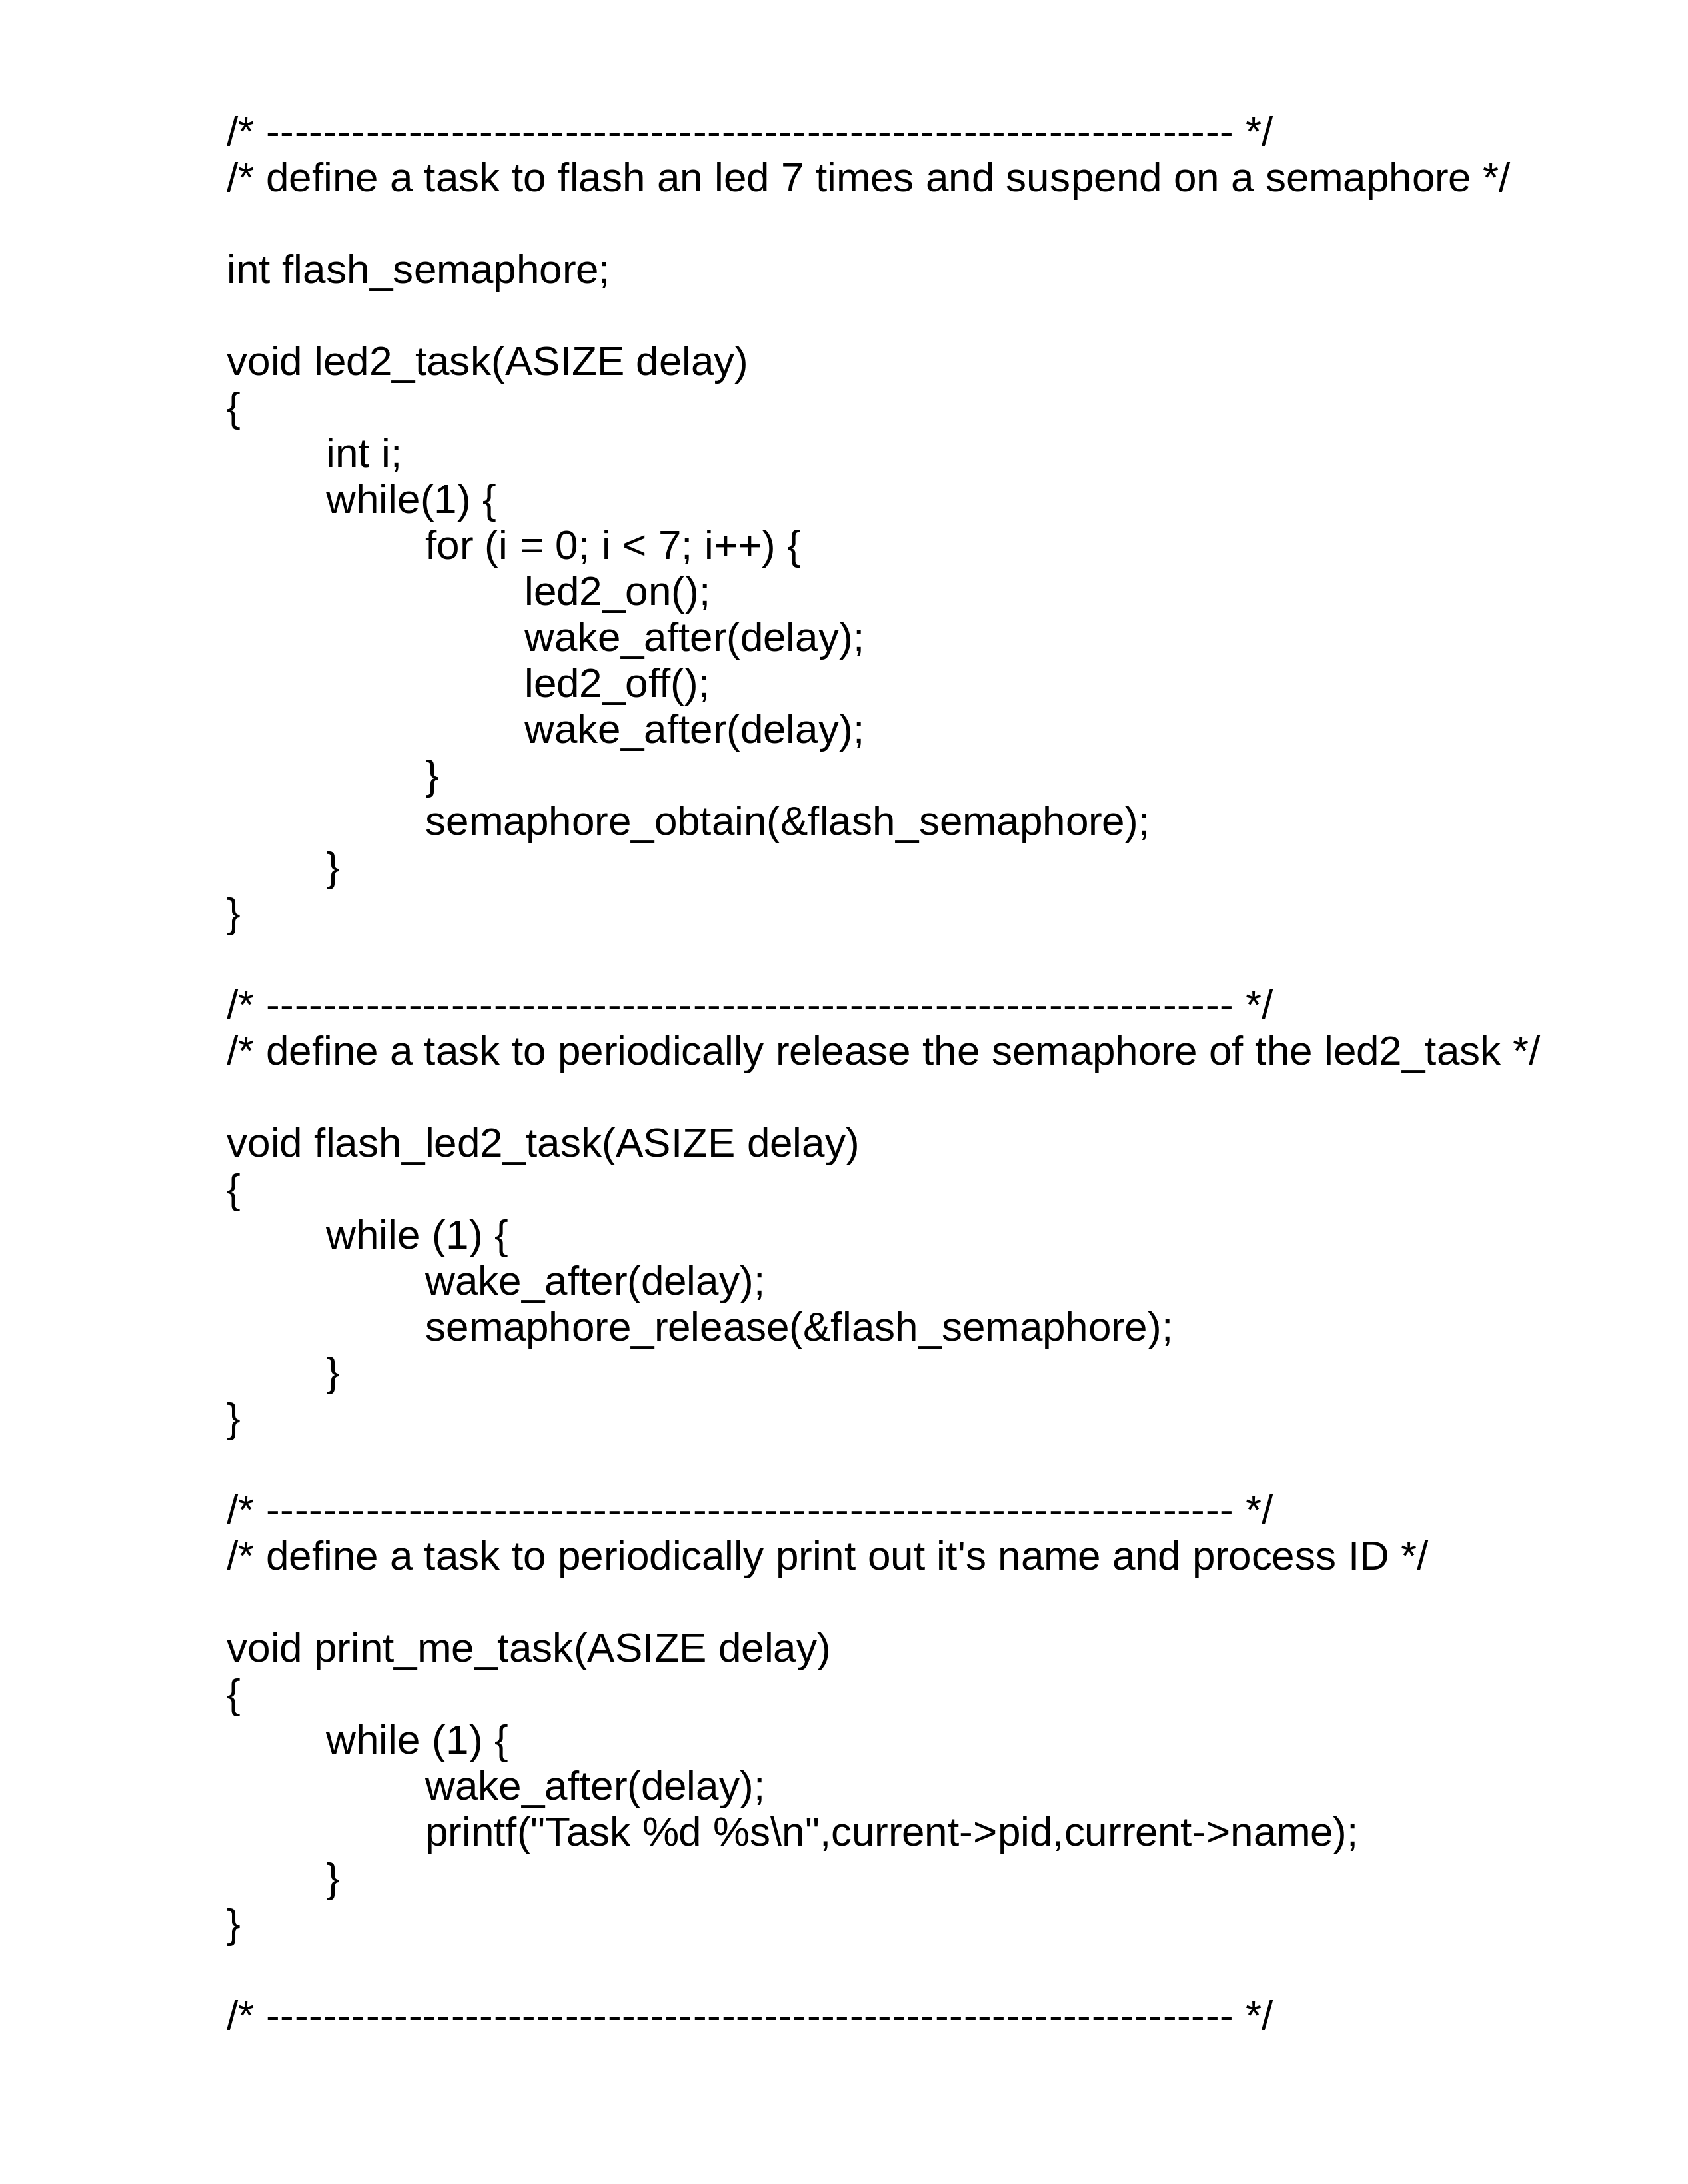 /* -------------------------------------------------------------------- */
/* define a task to flash an led 7 times and suspend on a semaphore */

int flash_semaphore;

void led2_task(ASIZE delay)
{
	int i;
	while(1) {
		for (i = 0; i < 7; i++) {
			led2_on();
			wake_after(delay);
			led2_off();
			wake_after(delay);
		}
		semaphore_obtain(&flash_semaphore);
	}
}

/* -------------------------------------------------------------------- */
/* define a task to periodically release the semaphore of the led2_task */

void flash_led2_task(ASIZE delay)
{
	while (1) {
		wake_after(delay);
		semaphore_release(&flash_semaphore);
	}
}

/* -------------------------------------------------------------------- */
/* define a task to periodically print out it's name and process ID */

void print_me_task(ASIZE delay)
{
	while (1) {
		wake_after(delay);
		printf("Task %d %s\n",current->pid,current->name);
	}
}

/* -------------------------------------------------------------------- */